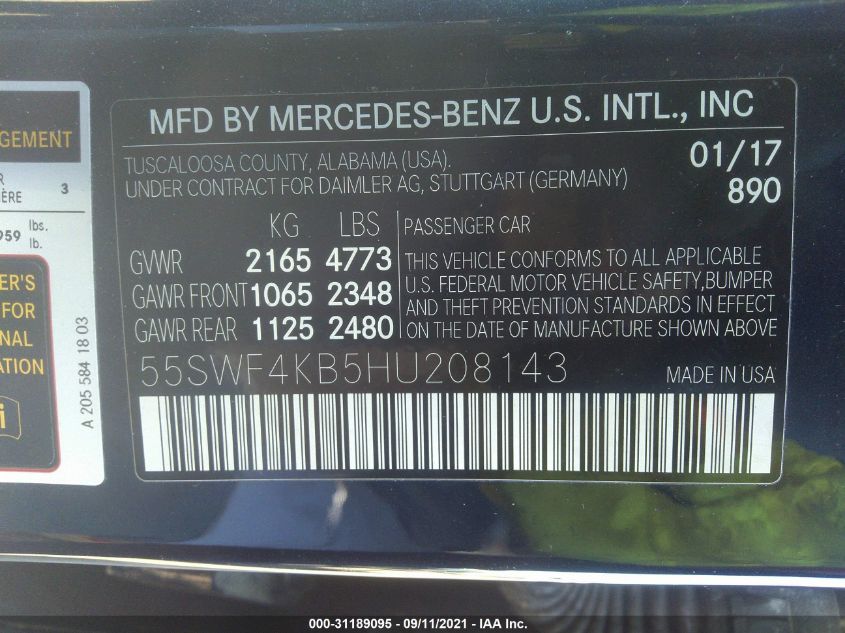 GEMENT
R
ÈRE 3
959 lbs.
lb.
ER'S
FOR
NAL
ATION
i
A 205 584 18 03
MFD BY MERCEDES-BENZ U.S. INTL., INC
TUSCALOOSA COUNTY, ALABAMA (USA). 01/17
UNDER CONTRACT FOR DAIMLER AG, STUTTGART (GERMANY) 890
KG LBS PASSENGER CAR
GVWR 2165 4773
GAWR FRONT 1065 2348
GAWR REAR 1125 2480
THIS VEHICLE CONFORMS TO ALL APPLICABLE
U.S. FEDERAL MOTOR VEHICLE SAFETY,BUMPER
AND THEFT PREVENTION STANDARDS IN EFFECT
ON THE DATE OF MANUFACTURE SHOWN ABOVE
55SWF4KB5HU208143 MADE IN USA
000-31189095 - 09/11/2021 - IAA Inc.